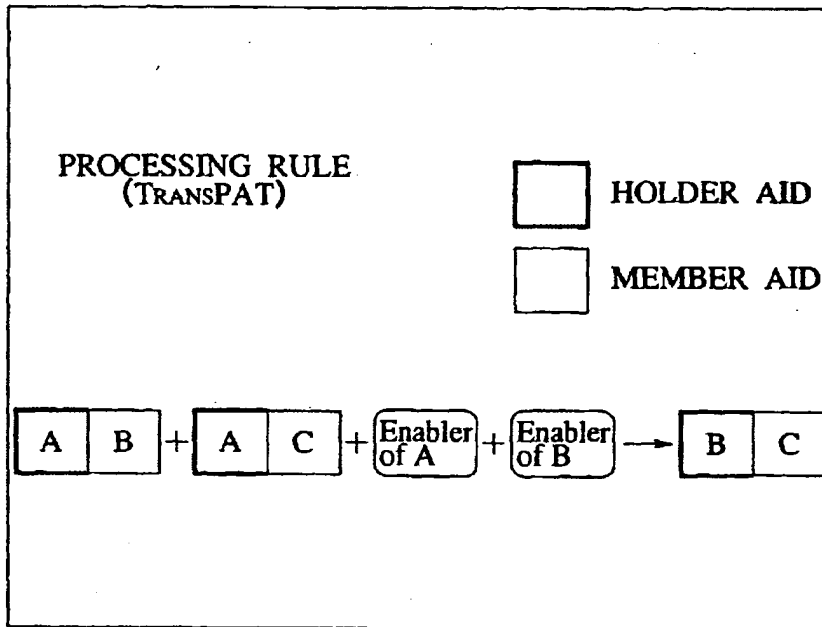 PROCESSING RULE
(TRANSPAT)
HOLDER AID
MEMBER AID
A B + A C + Enabler of A + Enabler of B → B C